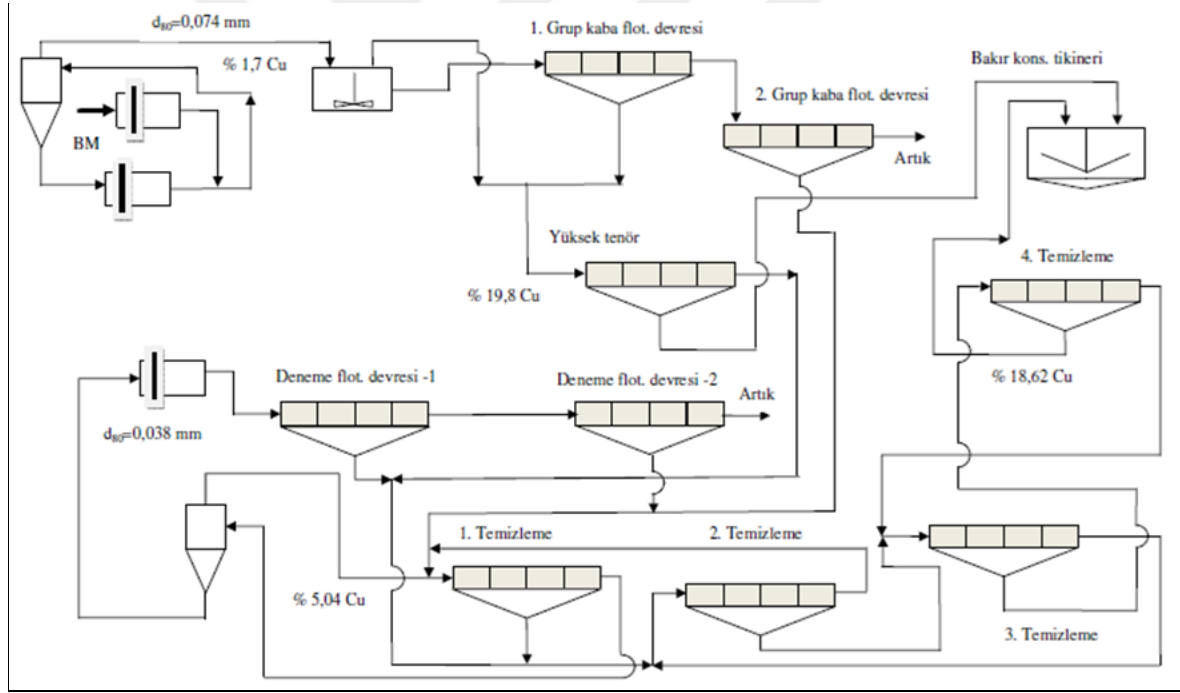 d80=0,074 mm
1. Grup kaba flot. devresi
% 1,7 Cu
Bakır kons. tikineri
2. Grup kaba flot. devresi
BM
Artık
Yüksek tenör
4. Temizleme
% 19,8 Cu
Deneme flot. devresi -1
Deneme flot. devresi -2
% 18,62 Cu
Artık
d80=0,038 mm
1. Temizleme
2. Temizleme
% 5,04 Cu
3. Temizleme